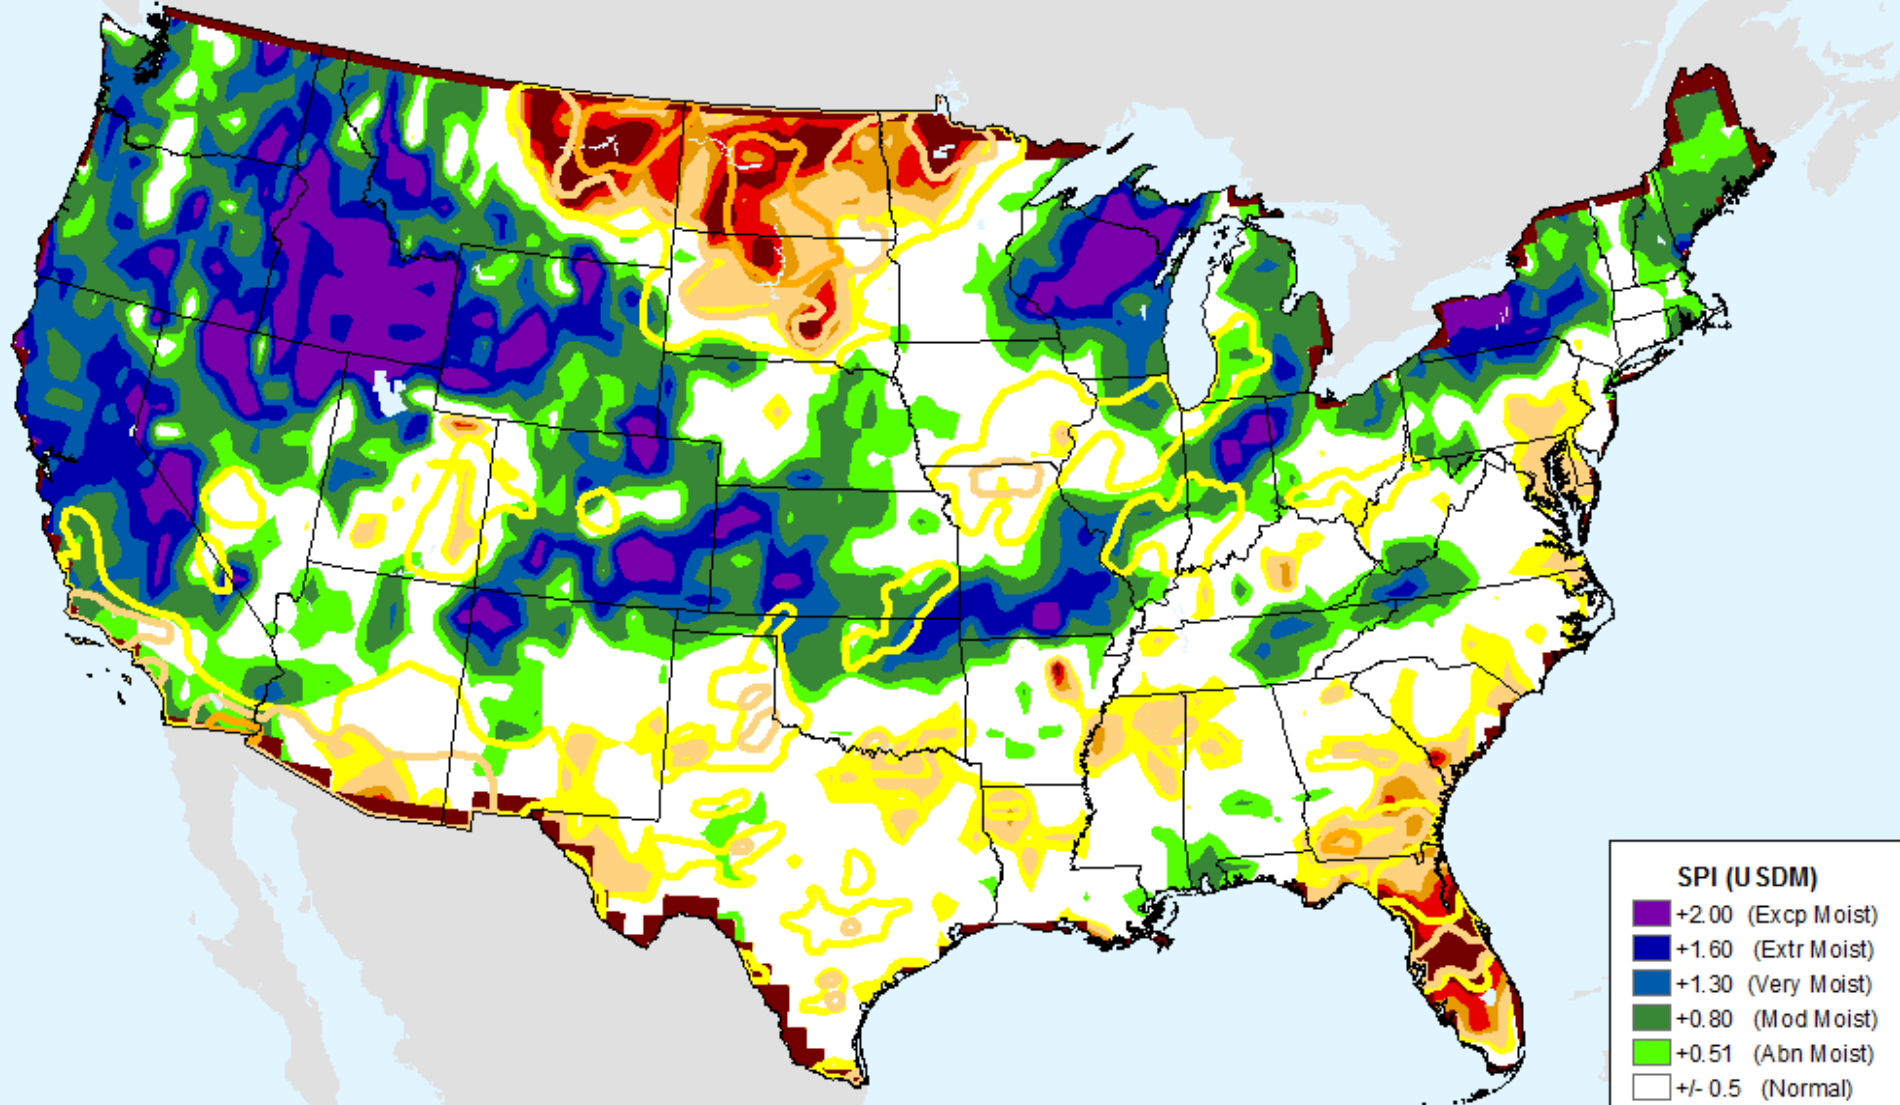 SPI (USDM)
+2.00 (Excp Moist)
+1.60 (Extr Moist)
+1.30 (Very Moist)
+0.80 (Mod Moist)
+0.51 (Abn Moist)
+/- 0.5 (Normal)